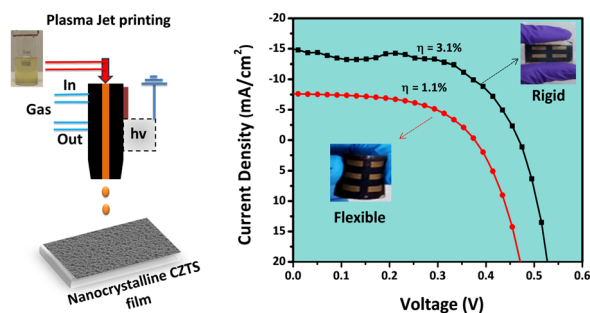 Plasma Jet printing
In
Gas
Out
hv
Nanocrystalline CZTS
film
Current Density (mA/cm²)
-20
-15
-10
-5
0
5
10
15
20
η = 3.1%
η = 1.1%
Rigid
Flexible
0.0 0.1 0.2 0.3 0.4 0.5 0.6
Voltage (V)